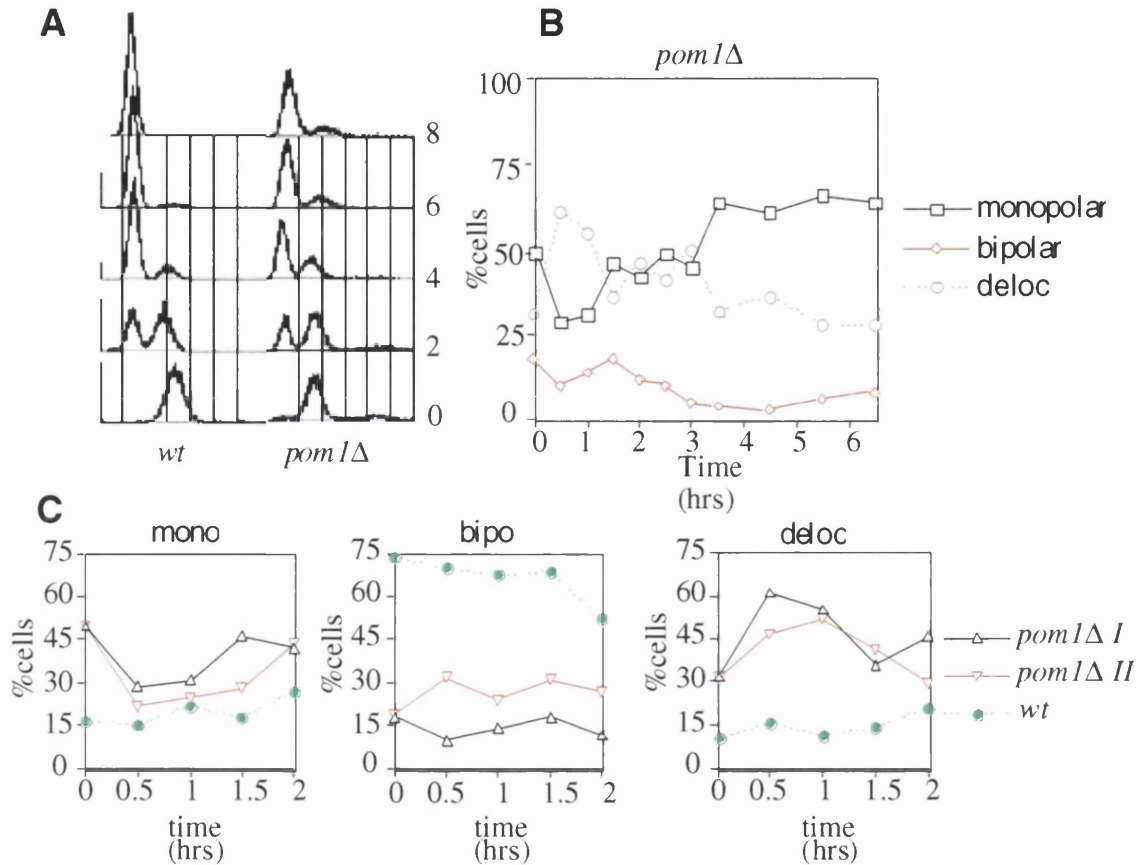 A
8
6
4
2
0
wt
pom1Δ
B
pom1Δ
100
75
50
25
0
%cells
0 1 2 3 4 5 6
Time
(hrs)
monopolar
bipolar
deloc
C
mono
75
60
45
30
15
0
%cells
0 0.5 1 1.5 2
time
(hrs)
bipo
75
60
45
30
15
0
%cells
0 0.5 1 1.5 2
time
(hrs)
deloc
75
60
45
30
15
0
%cells
0 0.5 1 1.5 2
time
(hrs)
pom1Δ I
pom1Δ II
wt